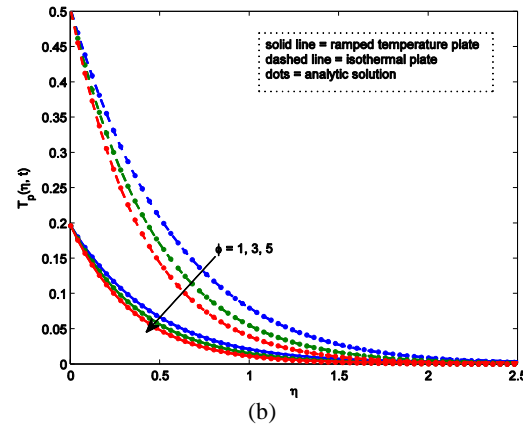 0.5
0.45
0.4
0.35
0.3
0.25
0.2
0.15
0.1
0.05
0
T_p(η, t)
solid line = ramped temperature plate
dashed line = isothermal plate
dots = analytic solution
ϕ = 1, 3, 5
0 0.5 1 1.5 2 2.5
η
(b)